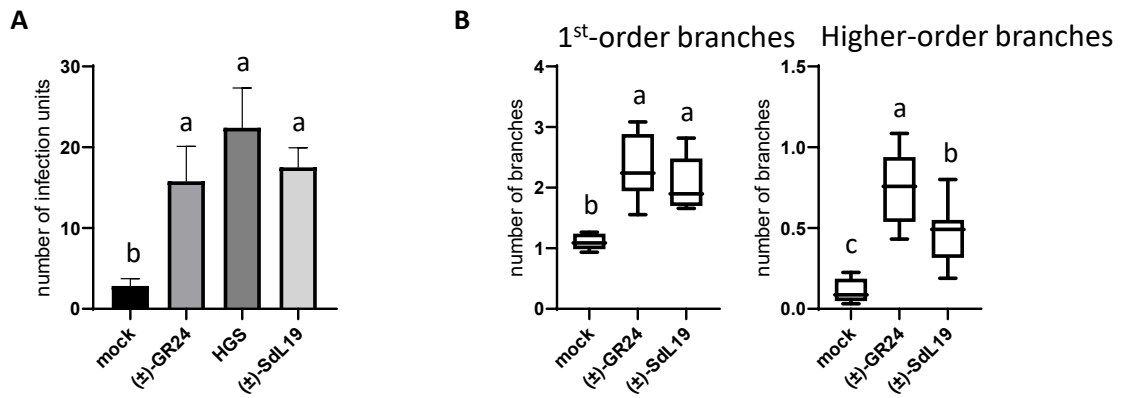 A
B
1st-order branches
Higher-order branches
number of infection units
30
20
10
0
b
a
a
a
mock
(±)-GR24
HGS
(±)-SdL19
number of branches
4
3
2
1
0
b
a
a
mock
(±)-GR24
(±)-SdL19
number of branches
1.5
1.0
0.5
0.0
c
a
b
mock
(±)-GR24
(±)-SdL19